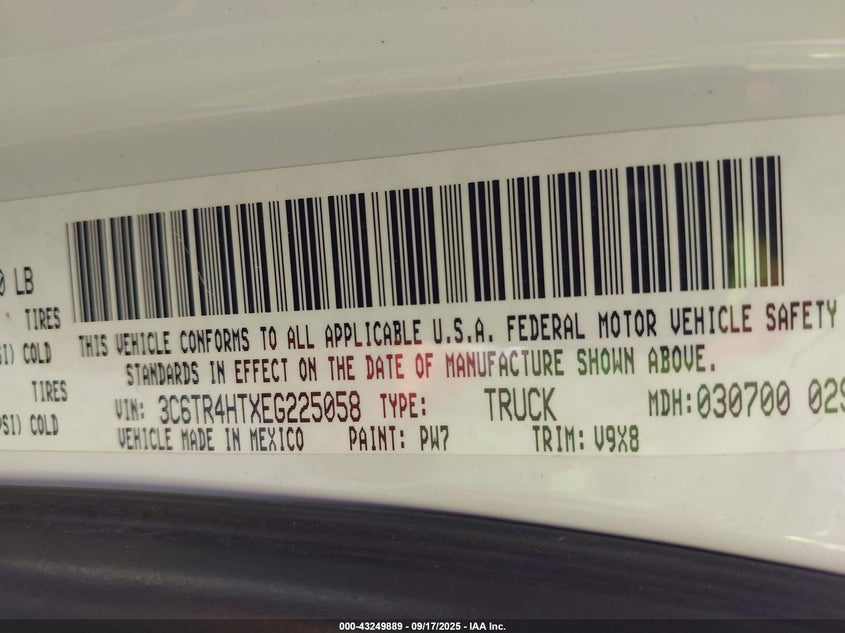 0 LB
TIRES
SI) COLD
TIRES
PSI) COLD
THIS VEHICLE CONFORMS TO ALL APPLICABLE U.S.A. FEDERAL MOTOR VEHICLE SAFETY
STANDARDS IN EFFECT ON THE DATE OF MANUFACTURE SHOWN ABOVE.
VIN: 3C6TR4HTXEG225058 TYPE: TRUCK MDH:030700 029
VEHICLE MADE IN MEXICO PAINT: PW7 TRIM: V9X8
000-43249889 - 09/17/2025 - IAA Inc.